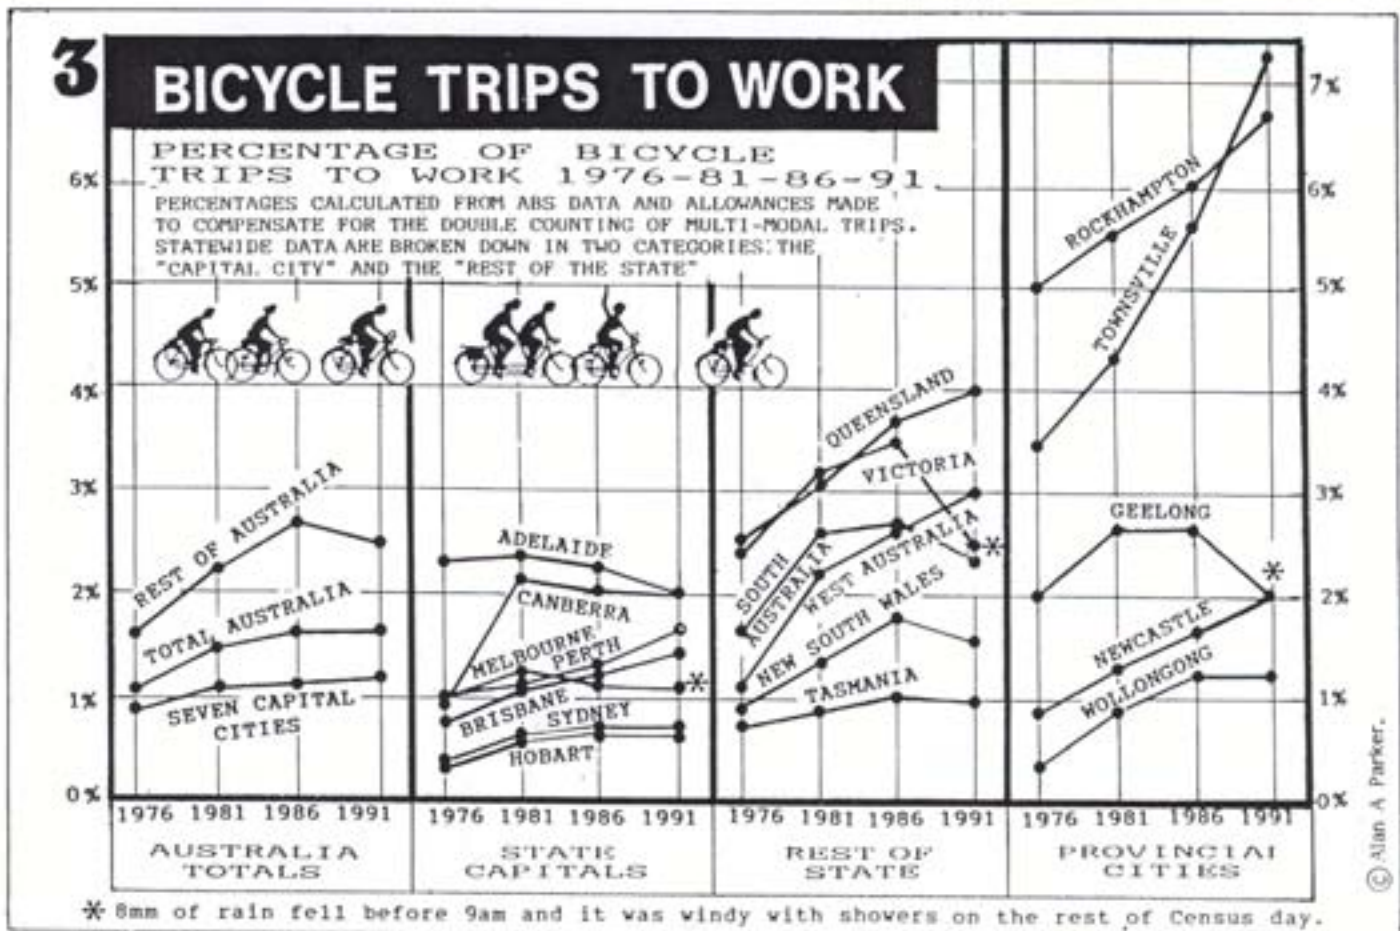 3
BICYCLE TRIPS TO WORK
PERCENTAGE OF BICYCLE
TRIPS TO WORK 1976-81-86-91.
PERCENTAGES CALCULATED FROM ABS DATA AND ALLOWANCES MADE
TO COMPENSATE FOR THE DOUBLE COUNTING OF MULTI-MODAL TRIPS.
STATEWIDE DATA ARE BROKEN DOWN IN TWO CATEGORIES: THE
"CAPITAL CITY" AND THE "REST OF THE STATE"
6%
5%
4%
3%
2%
1%
0%
7%
6%
5%
4%
3%
2%
1%
0%
REST OF AUSTRALIA
TOTAL AUSTRALIA
SEVEN CAPITAL
CITIES
ADELAIDE
CANBERRA
MELBOURNE
PERTH
*
BRISBANE
SYDNEY
HOBART
QUEENSLAND
VICTORIA
*
SOUTH
AUSTRALIA
WEST AUSTRALIA
NEW SOUTH WALES
TASMANIA
ROCKHAMPTON
TOWNSVILLE
GEELONG
*
NEWCASTLE
WOLLONGONG
1976 1981 1986 1991
1976 1981 1986 1991
1976 1981 1986 1991
1976 1981 1986 1991
AUSTRALIA
TOTALS
STATE
CAPITALS
REST OF
STATE
PROVINCIAL
CITIES
* 8mm of rain fell before 9am and it was windy with showers on the rest of Census day.
© Alan A Parker.